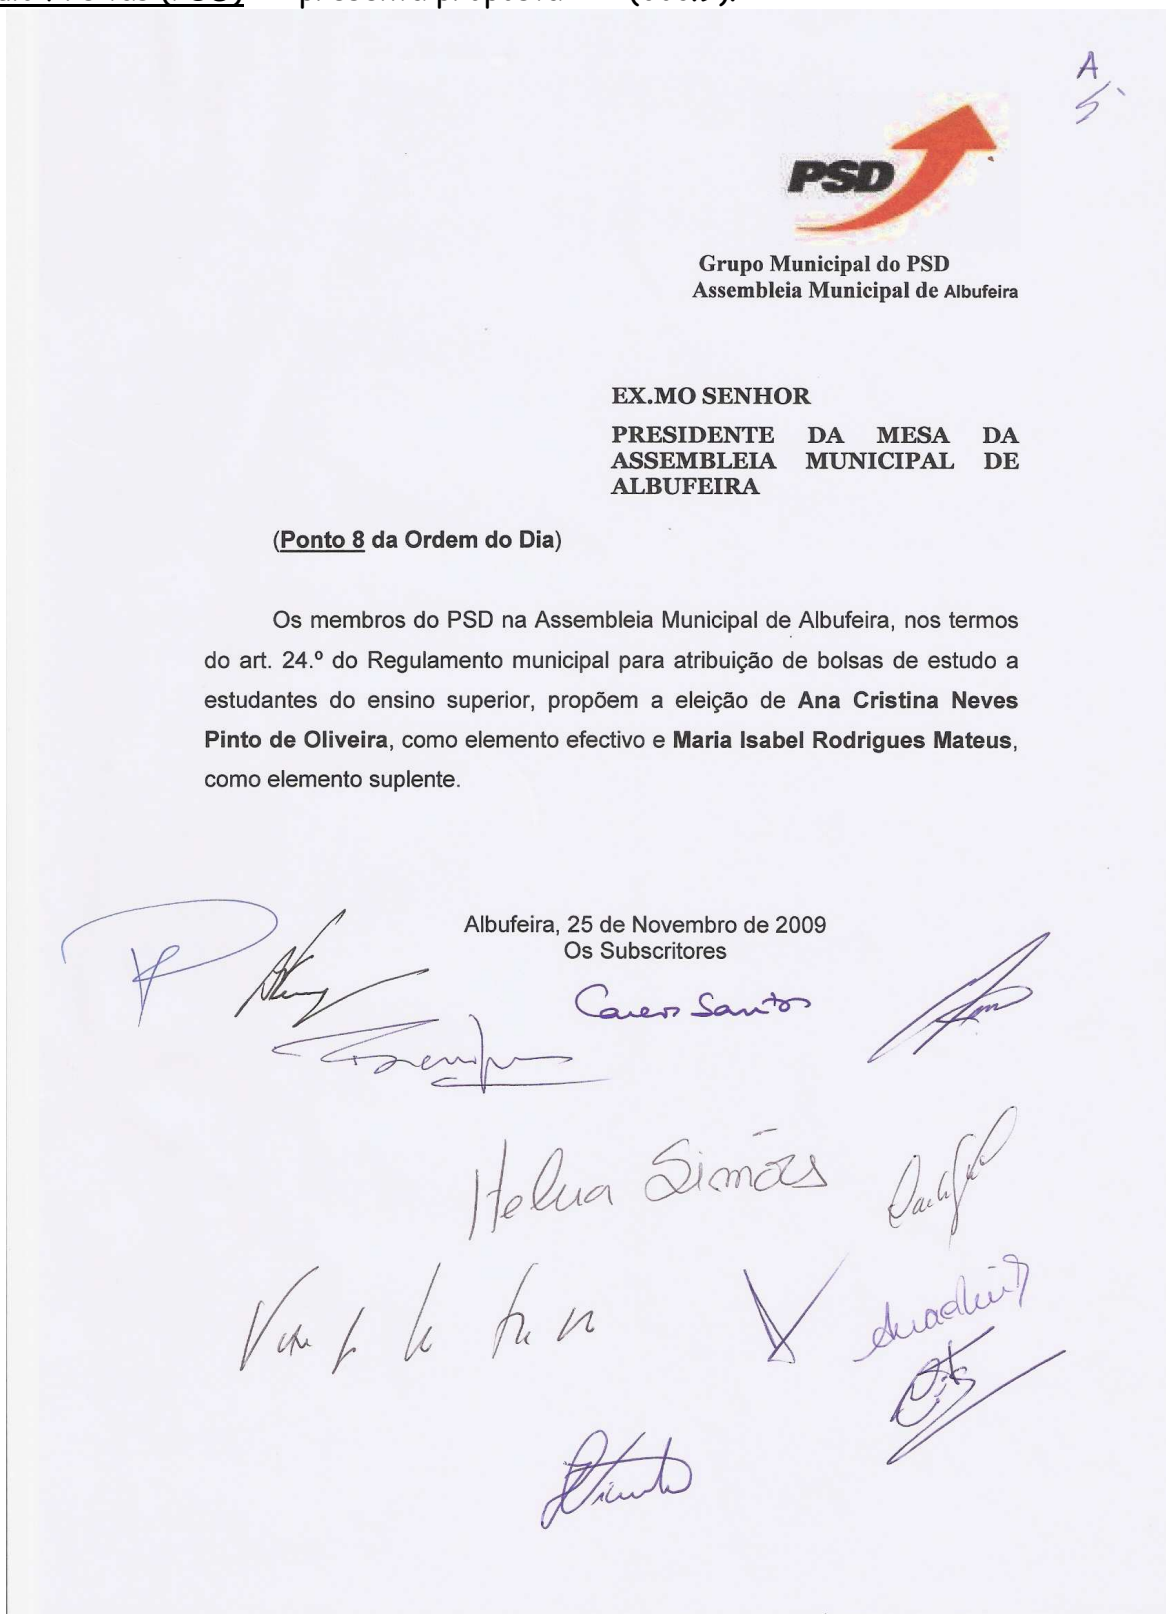 A
PSD
Grupo Municipal do PSD
Assembleia Municipal de Albufeira
EX.MO SENHOR
PRESIDENTE DA MESA DA
ASSEMBLEIA MUNICIPAL DE
ALBUFEIRA
(Ponto 8 da Ordem do Dia)
Os membros do PSD na Assembleia Municipal de Albufeira, nos termos
do art. 24.º do Regulamento municipal para atribuição de bolsas de estudo a
estudantes do ensino superior, propõem a eleição de Ana Cristina Neves
Pinto de Oliveira, como elemento efectivo e Maria Isabel Rodrigues Mateus,
como elemento suplente.
Albufeira, 25 de Novembro de 2009
Os Subscritores
Santos
Simões